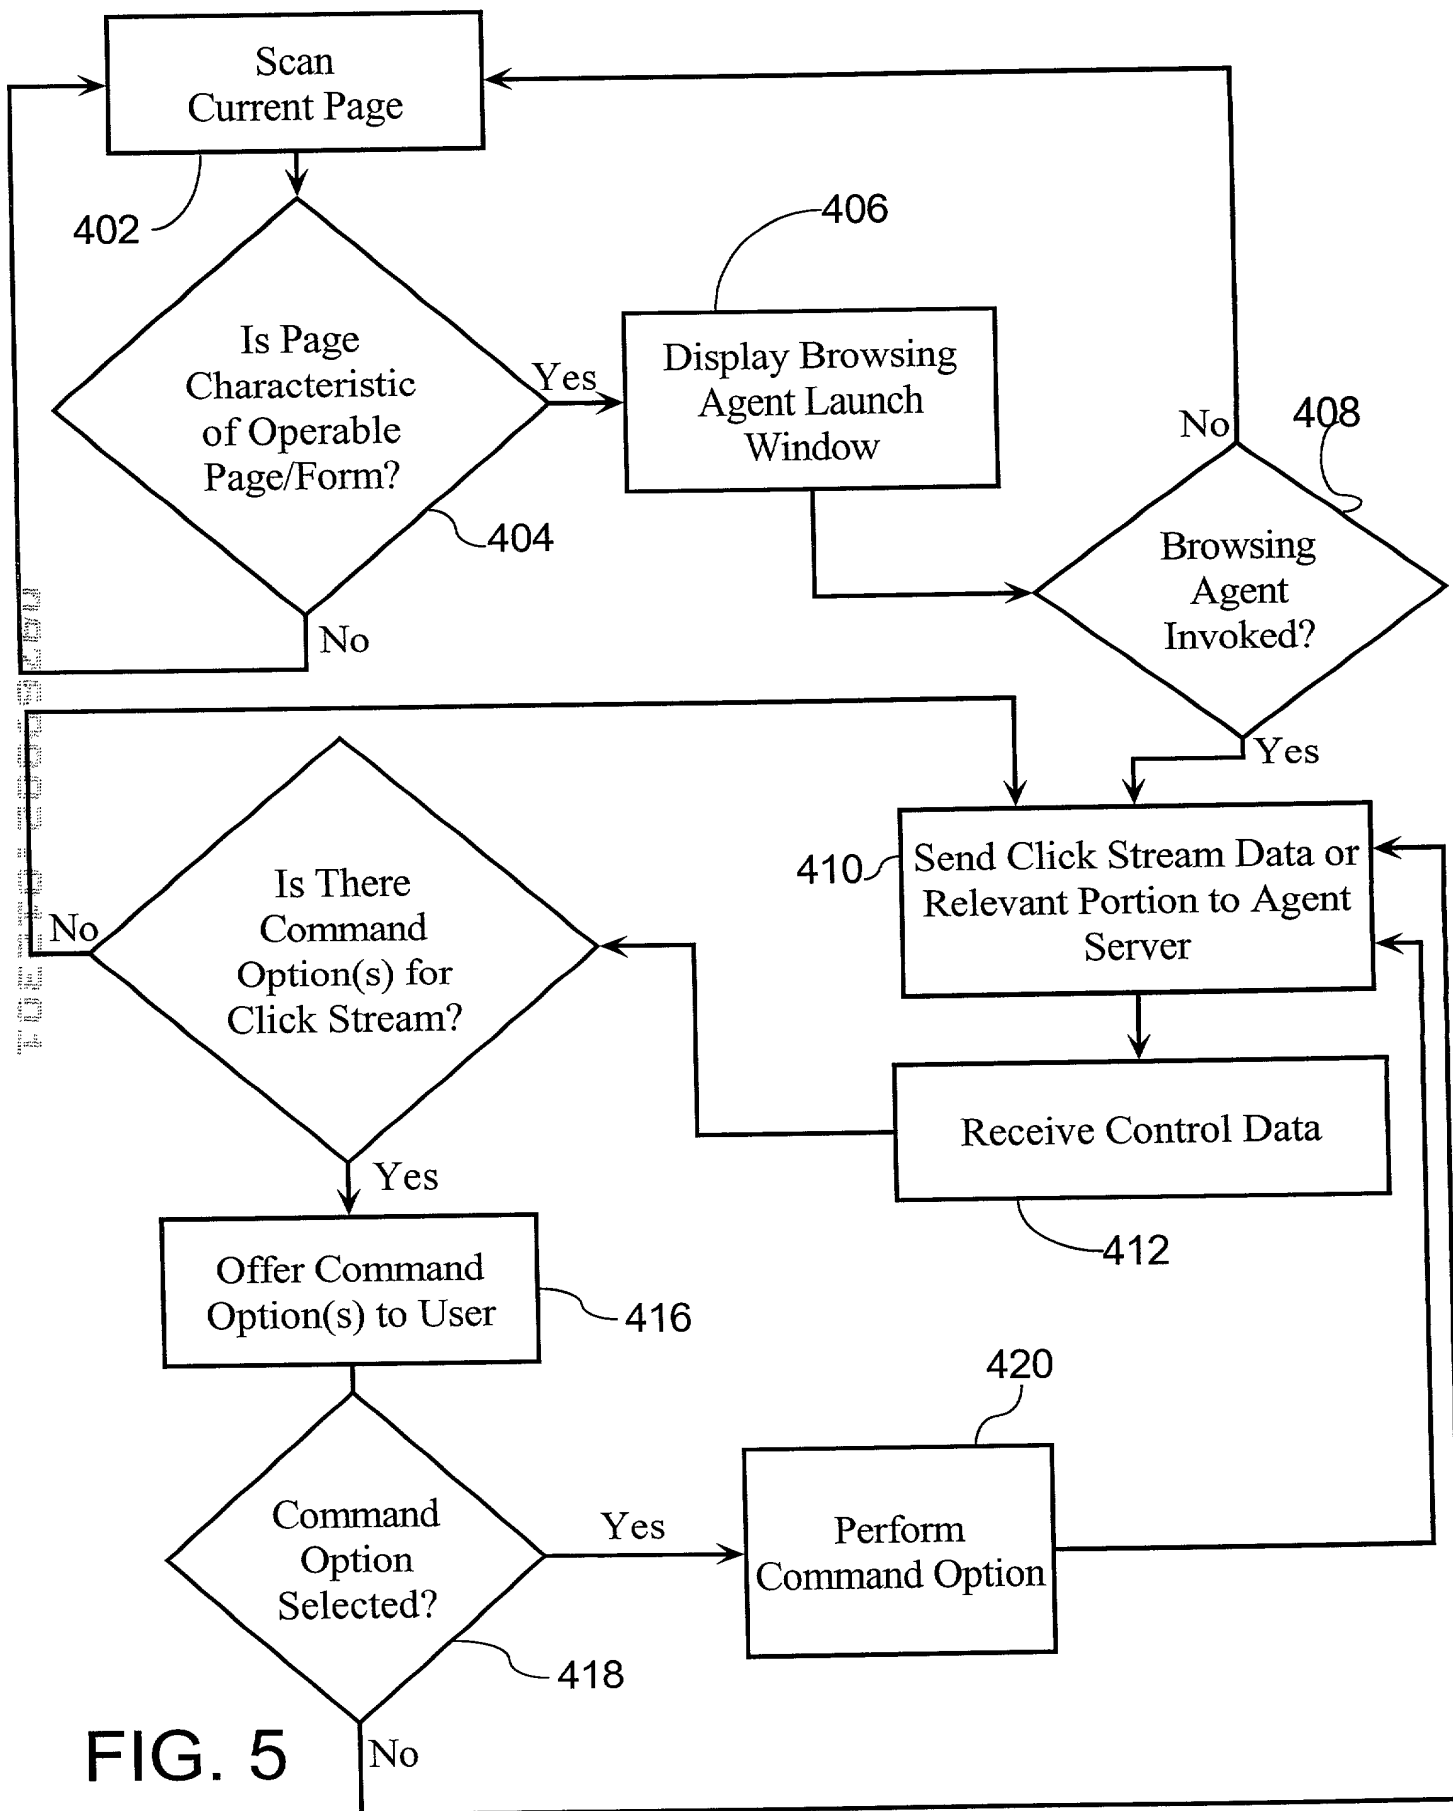 Scan
Current Page
402
406
Is Page
Characteristic
of Operable
Page/Form?
Yes
Display Browsing
Agent Launch
Window
No
408
404
Browsing
Agent
Invoked?
No
Yes
410
Send Click Stream Data or
Relevant Portion to Agent
Server
Is There
Command
Option(s) for
Click Stream?
No
Receive Control Data
Yes
412
Offer Command
Option(s) to User
416
420
Command
Option
Selected?
Yes
Perform
Command Option
418
FIG. 5
No